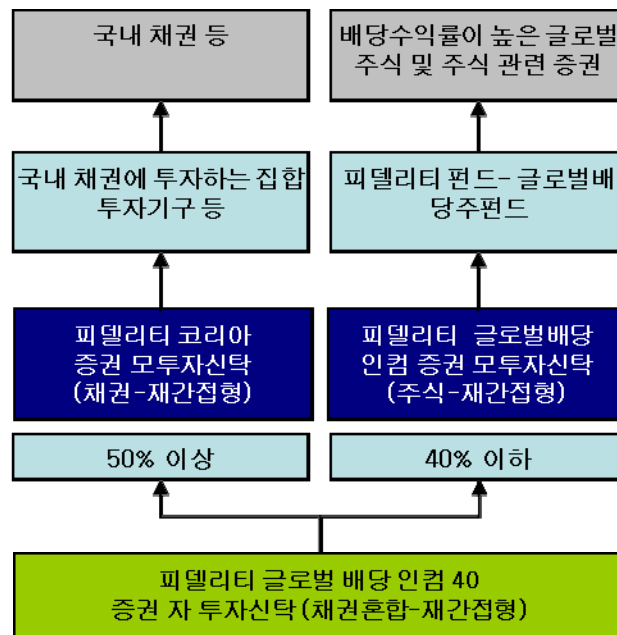 국내 채권 등
배당수익률이 높은 글로벌
주식 및 주식 관련 증권
국내 채권에 투자하는 집합
투자기구 등
피델리티 펀드- 글로벌배
당주펀드
피델리티 코리아
증권 모투자신탁
(채권-재간접형)
피델리티 글로벌배당
인컴 증권 모투자신탁
(주식-재간접형)
50% 이상
40% 이하
피델리티 글로벌 배당 인컴 40
증권 자 투자신탁 (채권혼합-재간접형)